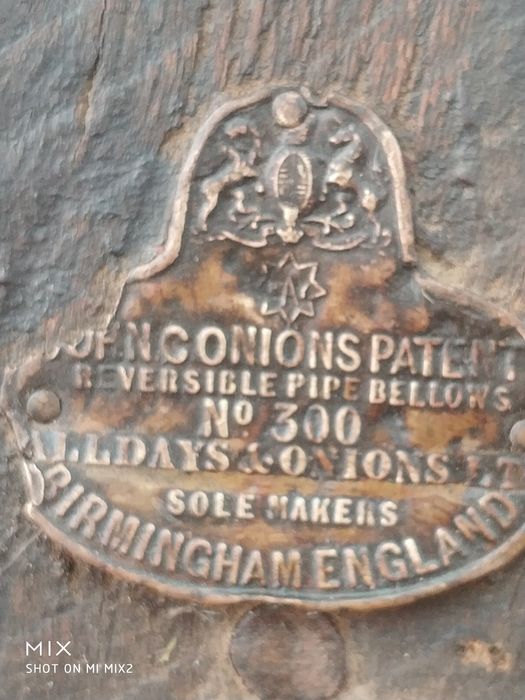 JOHN.C.ONIONS PATENT
REVERSIBLE PIPE BELLOWS
Nº 300
ALLDAYS & ONIONS LT
SOLE MAKERS
BIRMINGHAM ENGLAND
MIX
SHOT ON MI MIX2